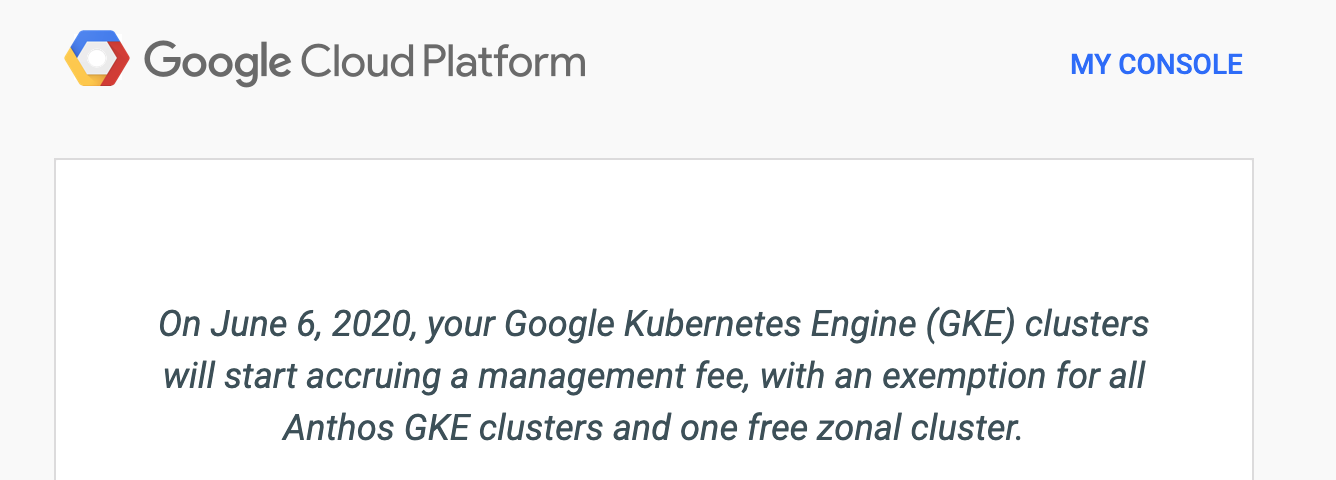 Google Cloud Platform
MY CONSOLE
On June 6, 2020, your Google Kubernetes Engine (GKE) clusters
will start accruing a management fee, with an exemption for all
Anthos GKE clusters and one free zonal cluster.